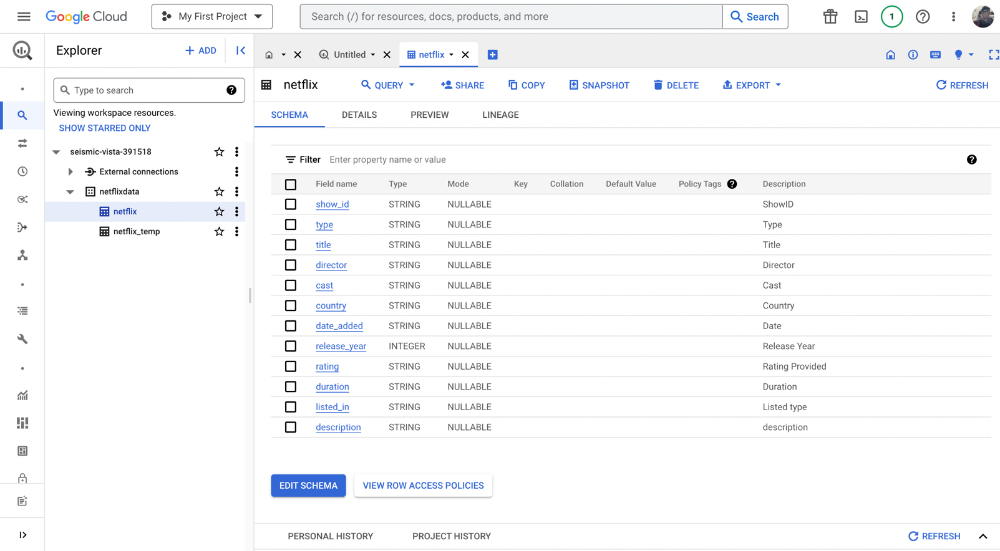 Google Cloud
My First Project
Search (/) for resources, docs, products, and more
Search
1
Explorer
ADD
Untitled
netflix
Type to search
Viewing workspace resources.
SHOW STARRED ONLY
seismic-vista-391518
External connections
netflixdata
netflix
netflix_temp
netflix
QUERY
SHARE
COPY
SNAPSHOT
DELETE
EXPORT
REFRESH
SCHEMA DETAILS PREVIEW LINEAGE
Filter Enter property name or value
Field name Type Mode Key Collation Default Value Policy Tags Description
show_id STRING NULLABLE ShowID
type STRING NULLABLE Type
title STRING NULLABLE Title
director STRING NULLABLE Director
cast STRING NULLABLE Cast
country STRING NULLABLE Country
date_added STRING NULLABLE Date
release_year INTEGER NULLABLE Release Year
rating STRING NULLABLE Rating Provided
duration STRING NULLABLE Duration
listed_in STRING NULLABLE Listed type
description STRING NULLABLE description
EDIT SCHEMA
VIEW ROW ACCESS POLICIES
PERSONAL HISTORY PROJECT HISTORY REFRESH